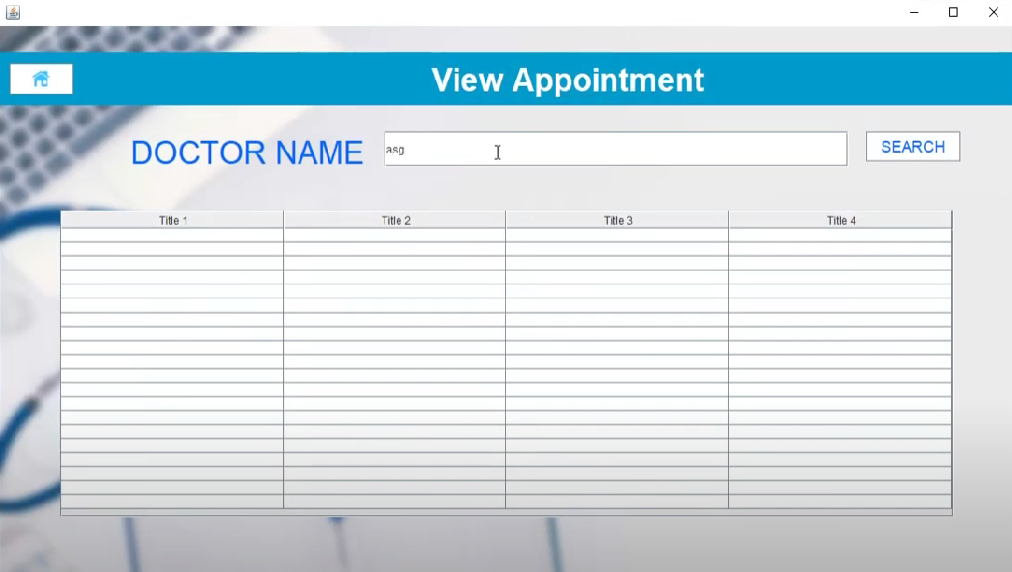 View Appointment
DOCTOR NAME asg SEARCH
Title 1 Title 2 Title 3 Title 4